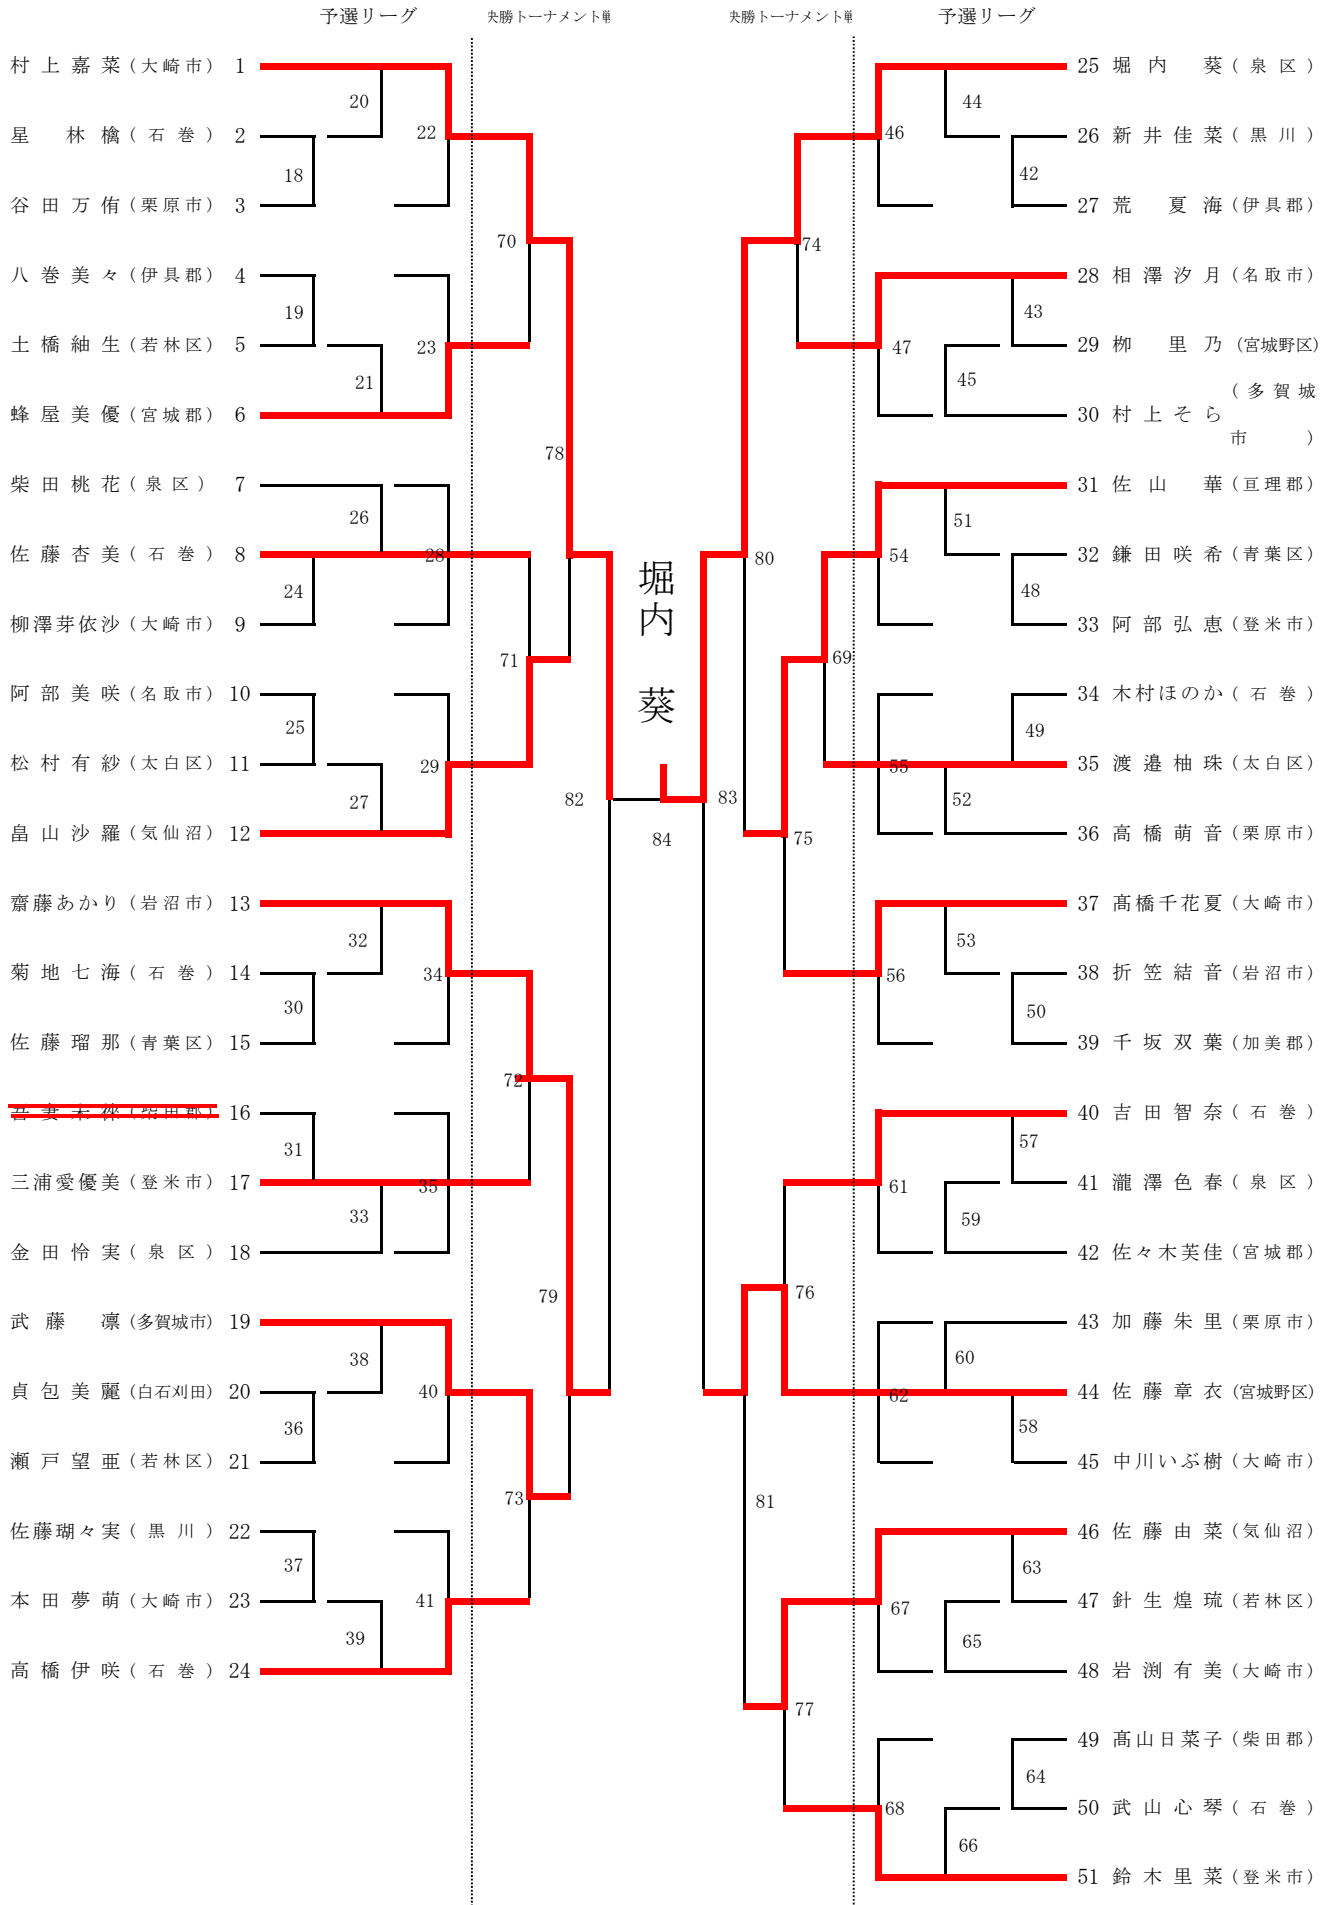 予選リーグ
決勝トーナメント戦
決勝トーナメント戦
予選リーグ
村上嘉菜(大崎市) 1
星 林檎(石巻) 2
谷田万侑(栗原市) 3
八巻美々(伊具郡) 4
土橋紬生(若林区) 5
蜂屋美優(宮城郡) 6
柴田桃花(泉区) 7
佐藤杏美(石巻) 8
柳澤芽依沙(大崎市) 9
阿部美咲(名取市) 10
松村有紗(太白区) 11
畠山沙羅(気仙沼) 12
齋藤あかり(岩沼市) 13
菊地七海(石巻) 14
佐藤瑠那(青葉区) 15
吾妻未徠(柴田郡) 16
三浦愛優美(登米市) 17
金田怜実(泉区) 18
武藤 凛(多賀城市) 19
貞包美麗(白石刈田) 20
瀬戸望亜(若林区) 21
佐藤瑚々実(黒川) 22
本田夢萌(大崎市) 23
高橋伊咲(石巻) 24
20
18
22
19
21
23
26
24
28
25
27
29
32
30
34
31
33
35
38
36
40
37
39
41
70
71
72
73
78
79
82
堀内 葵
84
83
80
81
74
69
75
76
77
46
47
54
55
56
61
62
67
68
44
42
43
45
51
48
49
52
53
50
57
59
60
58
63
65
64
66
25 堀内 葵(泉区)
26 新井佳菜(黒川)
27 荒 夏海(伊具郡)
28 相澤汐月(名取市)
29 栁 里乃(宮城野区)
30 村上そら(多賀城市)
31 佐山 華(亘理郡)
32 鎌田咲希(青葉区)
33 阿部弘恵(登米市)
34 木村ほのか(石巻)
35 渡邉柚珠(太白区)
36 高橋萌音(栗原市)
37 髙橋千花夏(大崎市)
38 折笠結音(岩沼市)
39 千坂双葉(加美郡)
40 吉田智奈(石巻)
41 瀧澤色春(泉区)
42 佐々木芙佳(宮城郡)
43 加藤朱里(栗原市)
44 佐藤章衣(宮城野区)
45 中川いぶ樹(大崎市)
46 佐藤由菜(気仙沼)
47 針生煌琉(若林区)
48 岩渕有美(大崎市)
49 髙山日菜子(柴田郡)
50 武山心琴(石巻)
51 鈴木里菜(登米市)